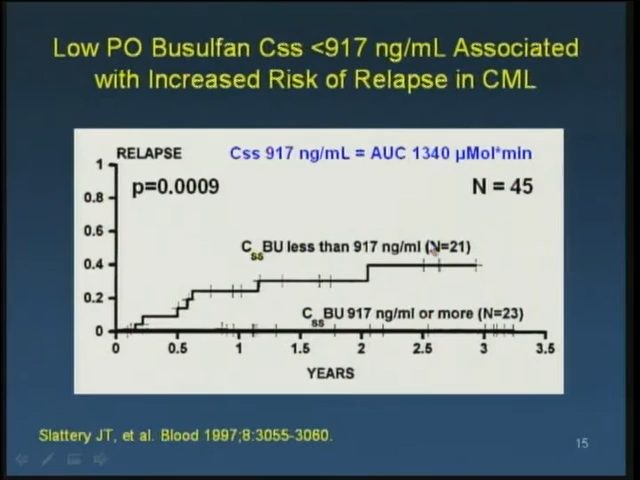 Low PO Busulfan Css <917 ng/mL Associated
with Increased Risk of Relapse in CML
RELAPSE
Css 917 ng/mL = AUC 1340 µMol*min
p=0.0009
N = 45
1
0.8
0.6
0.4
0.2
0
CssBU less than 917 ng/ml (N=21)
CssBU 917 ng/ml or more (N=23)
0 0.5 1 1.5 2 2.5 3 3.5
YEARS
Slattery JT, et al. Blood 1997;8:3055-3060.
15